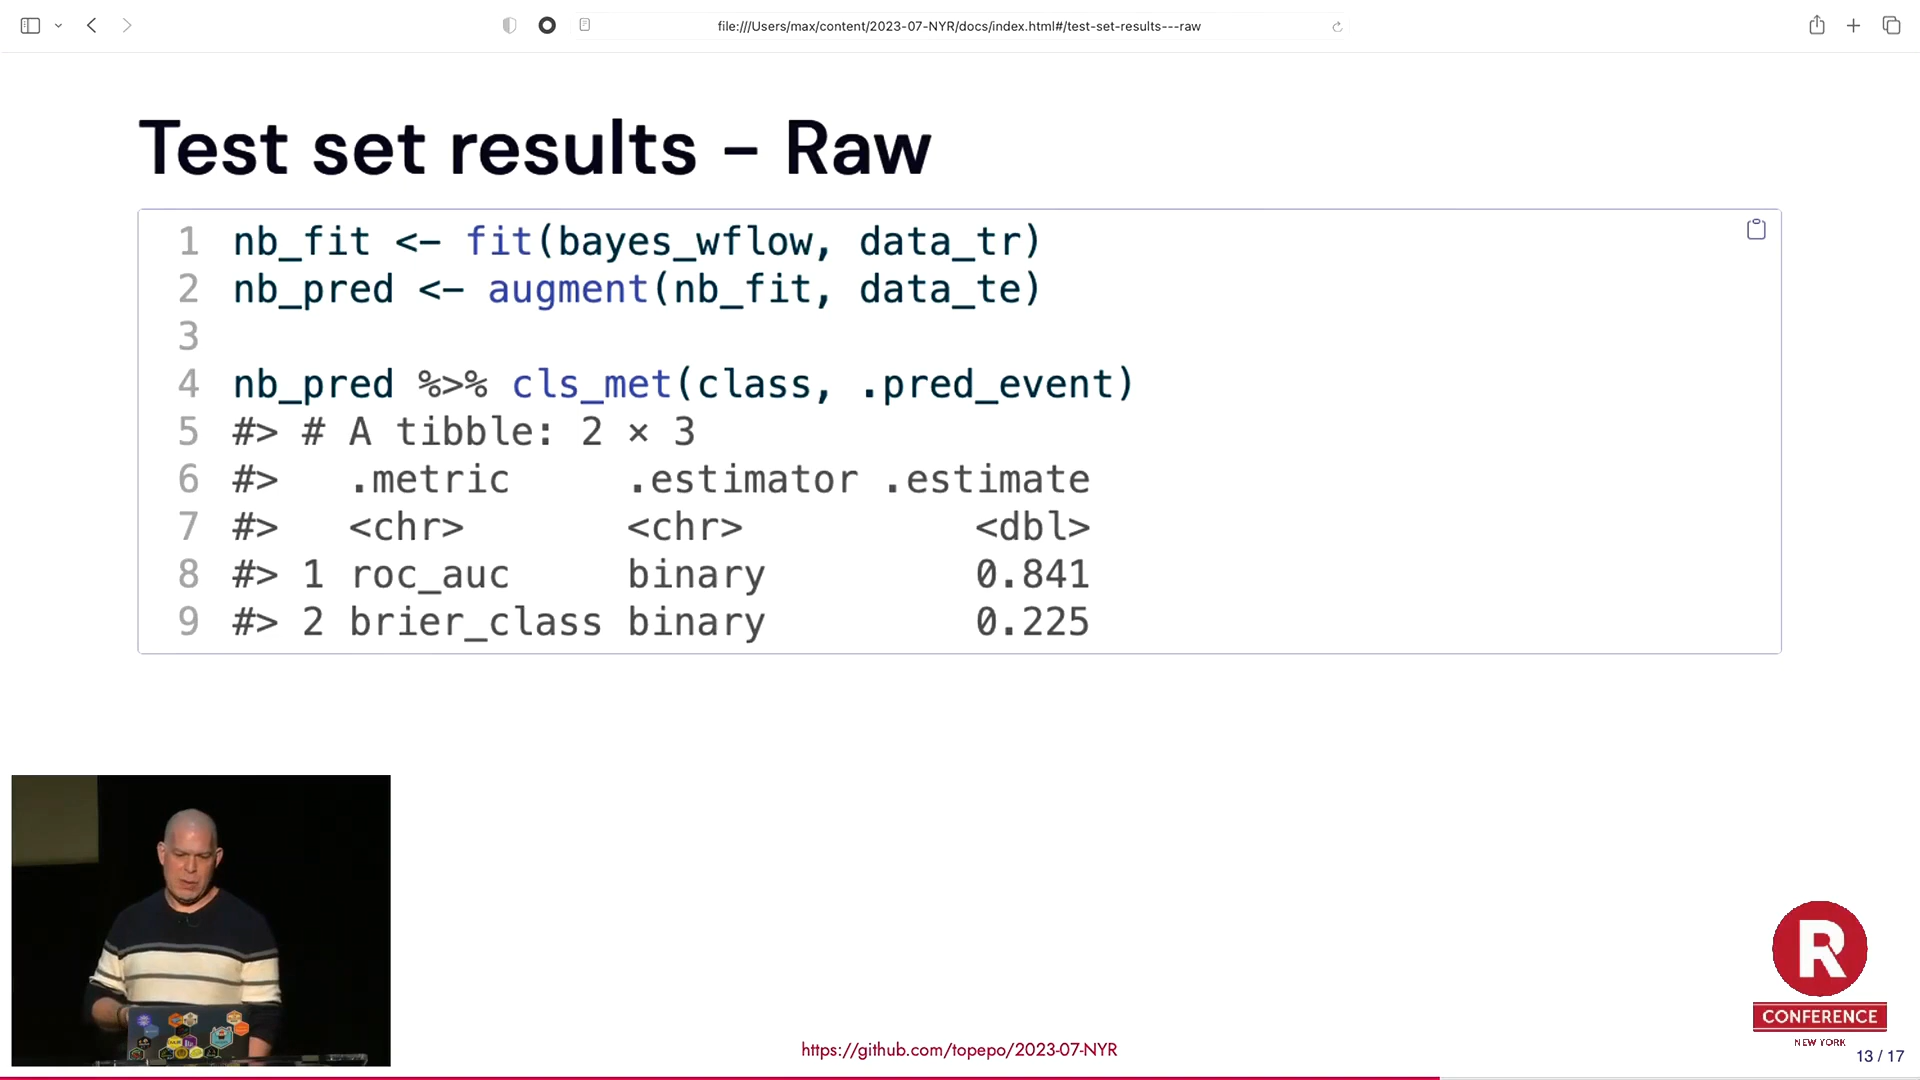 file:///Users/max/content/2023-07-NYR/docs/index.html#/test-set-results---raw
Test set results – Raw
1 nb_fit <- fit(bayes_wflow, data_tr)
2 nb_pred <- augment(nb_fit, data_te)
3
4 nb_pred %>% cls_met(class, .pred_event)
5 #> # A tibble: 2 × 3
6 #>   .metric     .estimator .estimate
7 #>   <chr>       <chr>          <dbl>
8 #> 1 roc_auc     binary         0.841
9 #> 2 brier_class binary         0.225
R
CONFERENCE
NEW YORK
https://github.com/topepo/2023-07-NYR
13 / 17